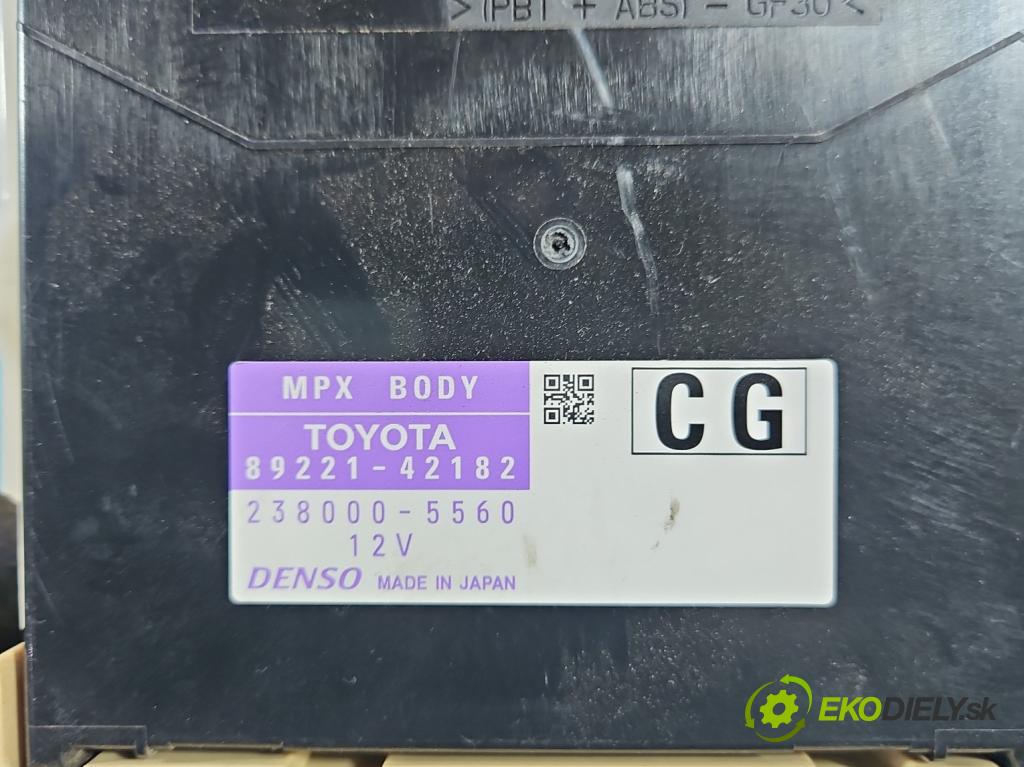 >(PBT + ABS) - GF30<
MPX BODY
CG
TOYOTA
89221-42182
238000-5560
12V
DENSO MADE IN JAPAN
EKODIELY.sk